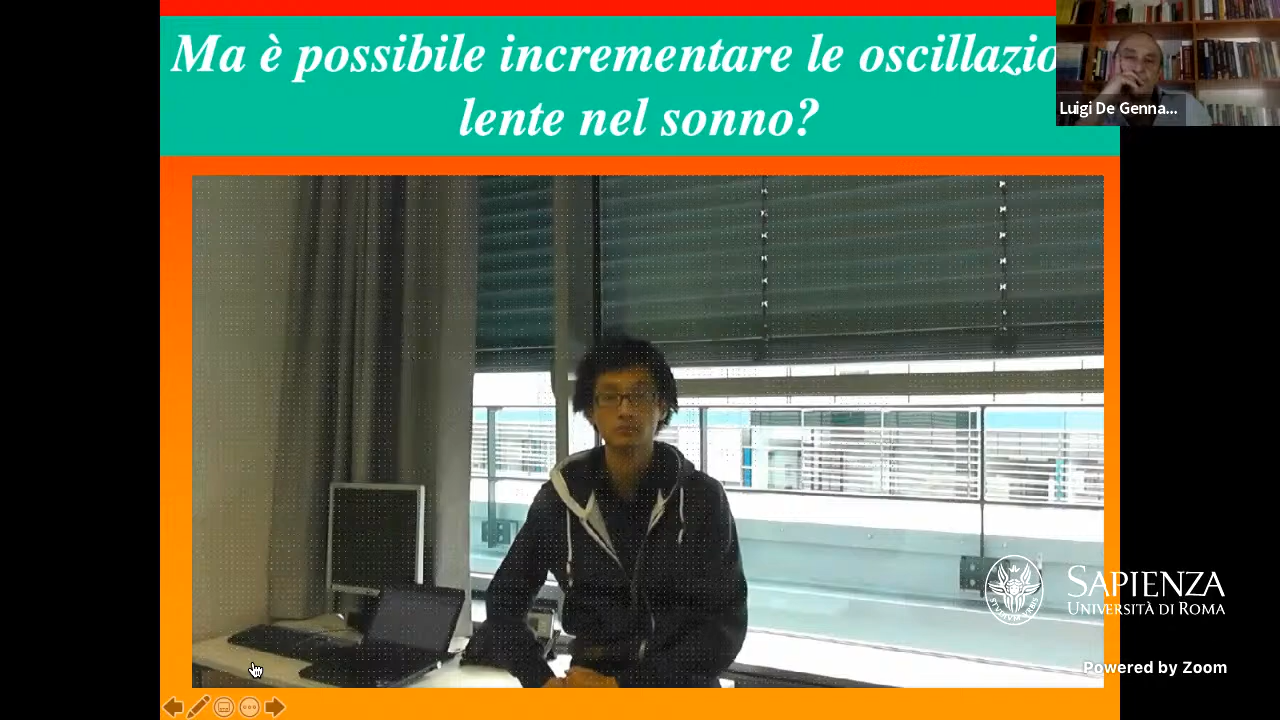 Ma è possibile incrementare le oscillazio
lente nel sonno?
Luigi De Genna...
SAPIENZA
UNIVERSITÀ DI ROMA
Powered by Zoom